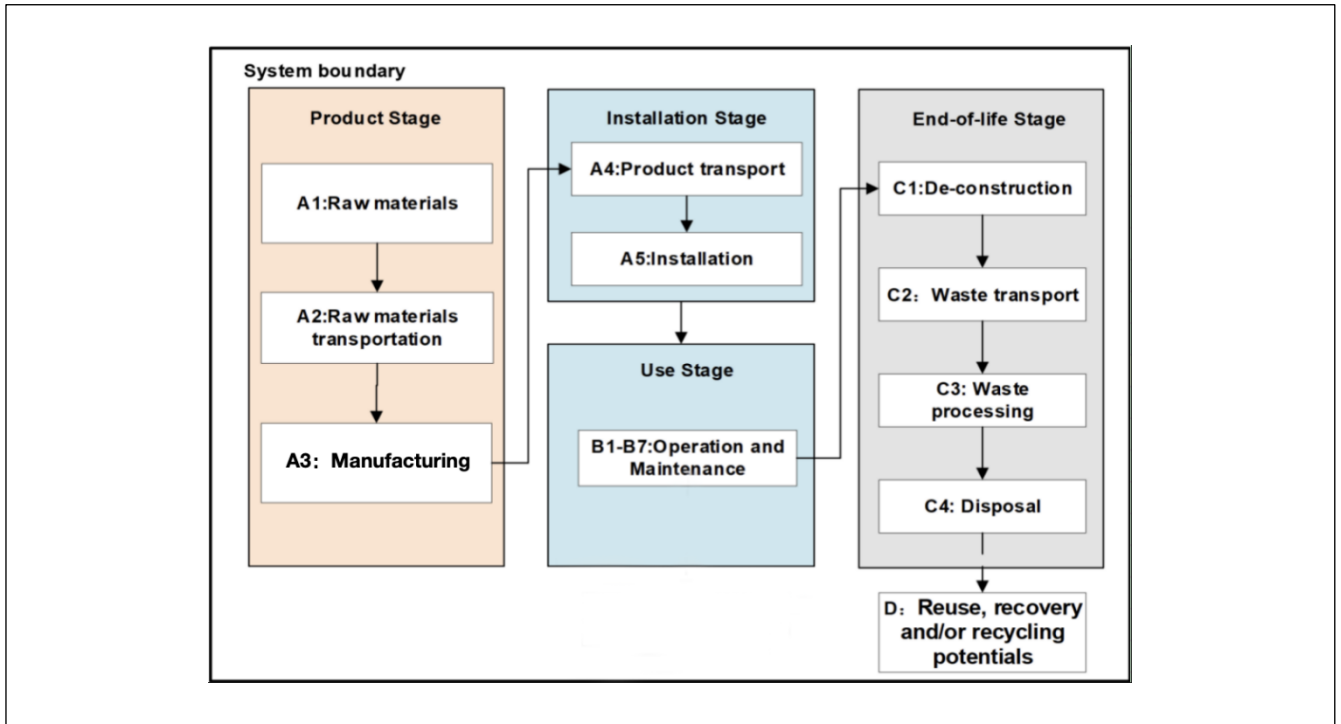 System boundary
Product Stage
A1:Raw materials
A2:Raw materials
transportation
A3：Manufacturing
Installation Stage
A4:Product transport
A5:Installation
Use Stage
B1-B7:Operation and
Maintenance
End-of-life Stage
C1:De-construction
C2：Waste transport
C3: Waste
processing
C4: Disposal
D：Reuse, recovery
and/or recycling
potentials